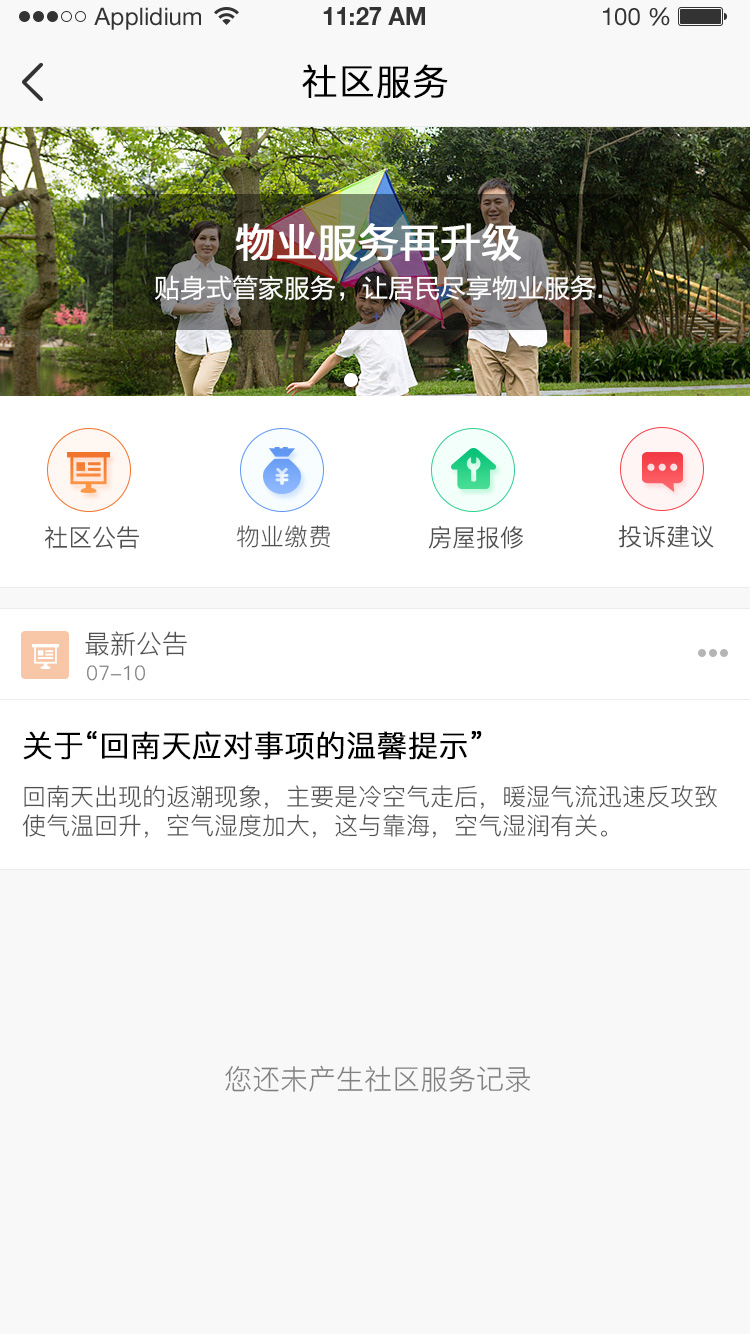 Applidium 11:27 AM 100 %
社区服务
物业服务再升级
贴身式管家服务，让居民尽享物业服务.
社区公告 物业缴费 房屋报修 投诉建议
最新公告
07-10
关于“回南天应对事项的温馨提示”
回南天出现的返潮现象，主要是冷空气走后，暖湿气流迅速反攻致
使气温回升，空气湿度加大，这与靠海，空气湿润有关。
您还未产生社区服务记录